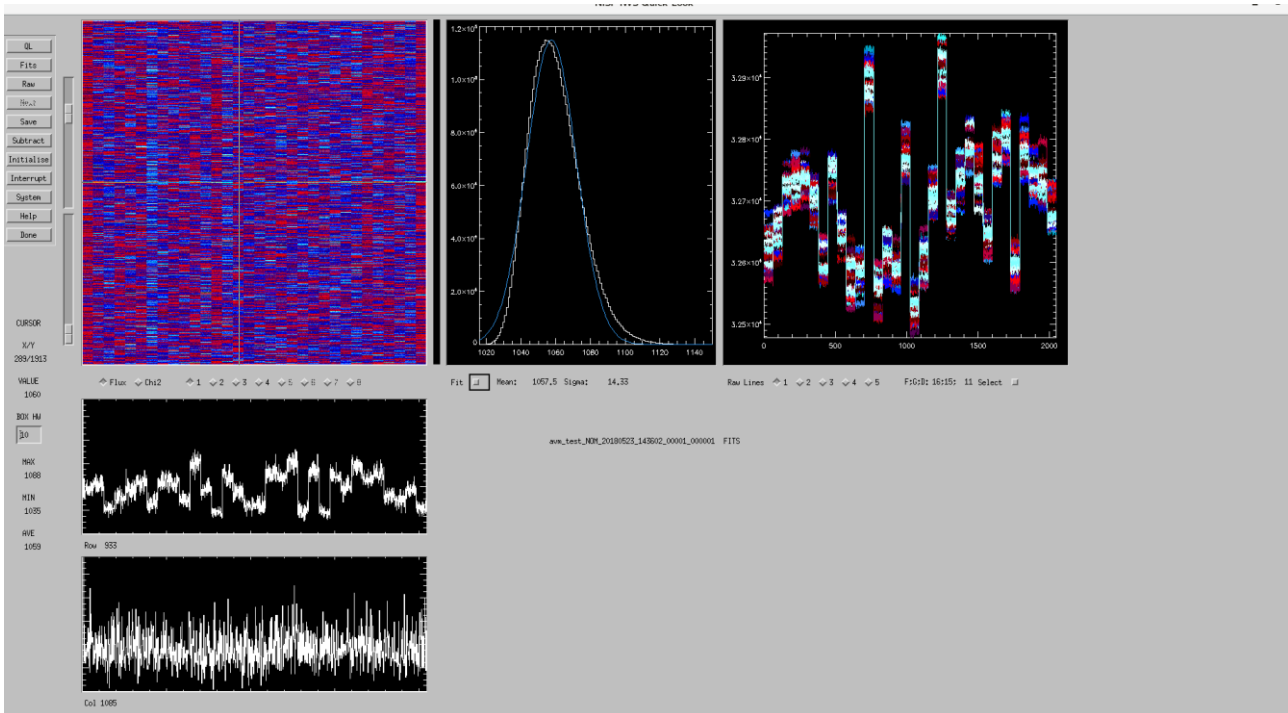 QL
Fits
Raw
Next
Save
Subtract
Initialise
Interrupt
System
Help
Done
CURSOR
X/Y
289/1913
VALUE
1060
BOX HW
10
MAX
1088
MIN
1035
AVE
1059
Flux Chi2 1 2 3 4 5 6 7 8
1.2×10⁶
1.0×10⁶
8.0×10⁵
6.0×10⁵
4.0×10⁵
2.0×10⁵
0
1020 1040 1060 1080 1100 1120 1140
Fit Mean: 1057.5 Sigma: 14.33
3.29×10⁴
3.28×10⁴
3.27×10⁴
3.26×10⁴
3.25×10⁴
0 500 1000 1500 2000
Raw Lines 1 2 3 4 5 F:G:D: 16:15: 11 Select
avm_test_NOM_20180523_143602_00001_000001 FITS
Row 933
Col 1085